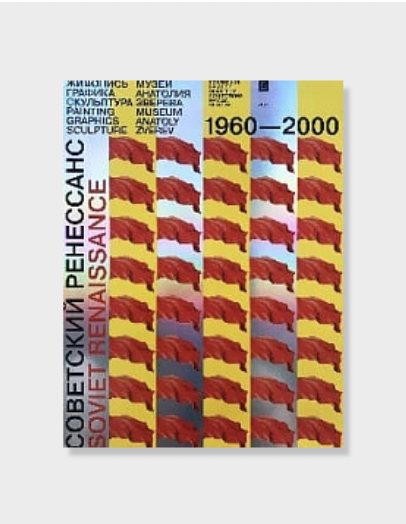 ЖИВОПИСЬ МУЗЕЙ
ГРАФИКА АНАТОЛИЯ
СКУЛЬПТУРА ЗВЕРЕВА
PAINTING MUSEUM
GRAPHICS ANATOLY
SCULPTURE ZVEREV
1960—2000
СОВЕТСКИЙ РЕНЕССАНС
SOVIET RENAISSANCE